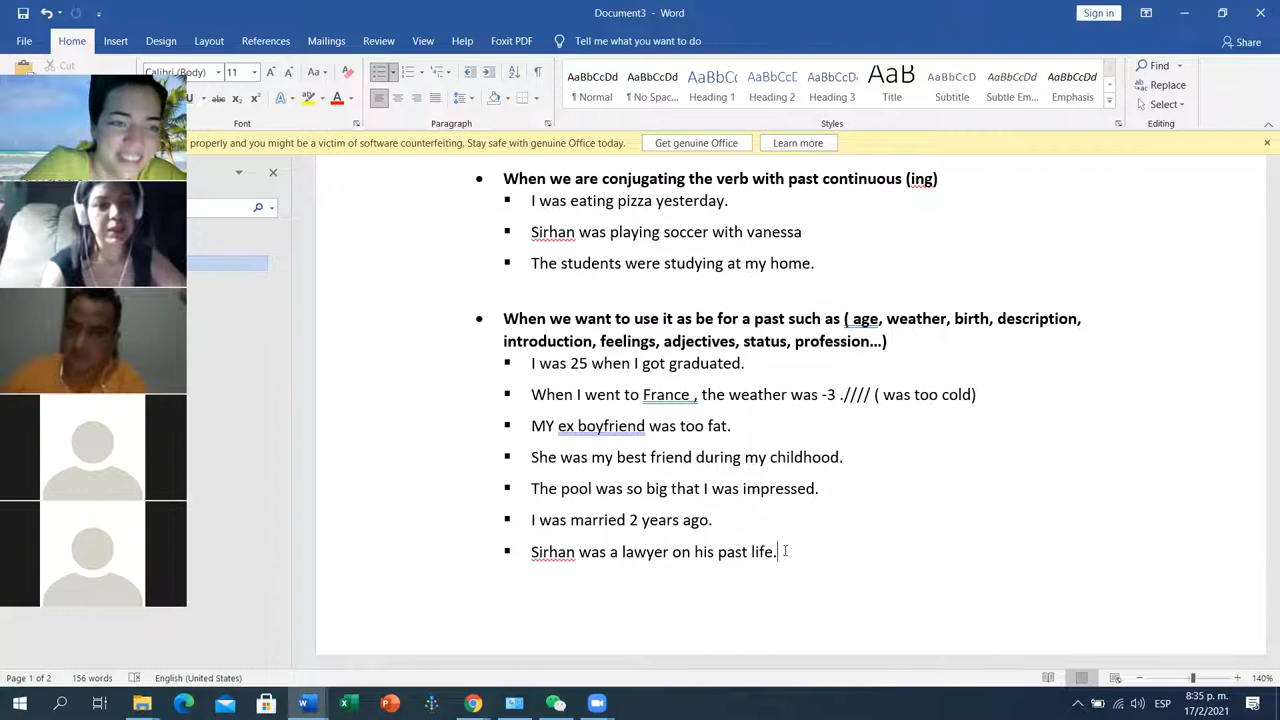 Document3 - Word
Sign in
File Home Insert Design Layout References Mailings Review View Help Foxit PDF Tell me what you want to do Share
Cut
Calibri (Body) 11 Aa
AaBbCcDd AaBbCcDd AaBbC( AaBbCcD AaBbCcD AaB AaBbCcD AaBbCcDd AaBbCcDd
¶ Normal ¶ No Spac... Heading 1 Heading 2 Heading 3 Title Subtitle Subtle Em... Emphasis
Find
Replace
Select
Font Paragraph Styles Editing
properly and you might be a victim of software counterfeiting. Stay safe with genuine Office today. Get genuine Office Learn more
• When we are conjugating the verb with past continuous (ing)
▪ I was eating pizza yesterday.
▪ Sirhan was playing soccer with vanessa
▪ The students were studying at my home.
• When we want to use it as be for a past such as ( age, weather, birth, description,
introduction, feelings, adjectives, status, profession...)
▪ I was 25 when I got graduated.
▪ When I went to France , the weather was -3 .//// ( was too cold)
▪ MY ex boyfriend was too fat.
▪ She was my best friend during my childhood.
▪ The pool was so big that I was impressed.
▪ I was married 2 years ago.
▪ Sirhan was a lawyer on his past life.
Page 1 of 2 156 words English (United States) 140%
ESP 8:35 p. m.
17/2/2021